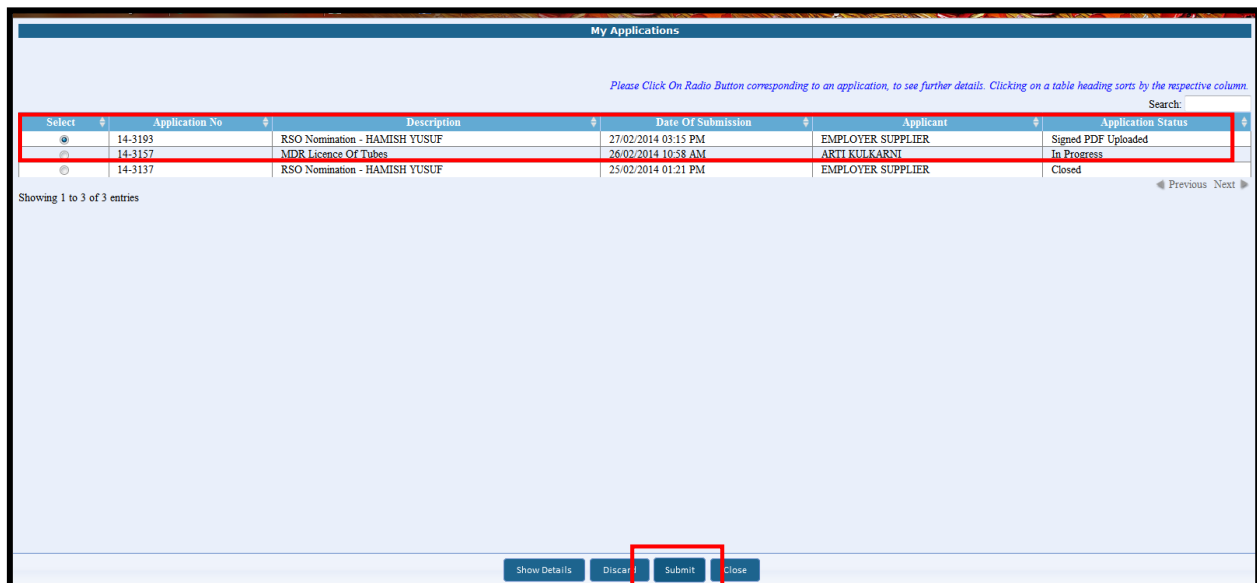 My Applications
Please Click On Radio Button corresponding to an application, to see further details. Clicking on a table heading sorts by the respective column.
Search:
Select Application No Description Date Of Submission Applicant Application Status
14-3193 RSO Nomination - HAMISH YUSUF 27/02/2014 03:15 PM EMPLOYER SUPPLIER Signed PDF Uploaded
14-3157 MDR Licence Of Tubes 26/02/2014 10:58 AM ARTI KULKARNI In Progress
14-3137 RSO Nomination - HAMISH YUSUF 25/02/2014 01:21 PM EMPLOYER SUPPLIER Closed
Previous Next
Showing 1 to 3 of 3 entries
Show Details Discard Submit Close